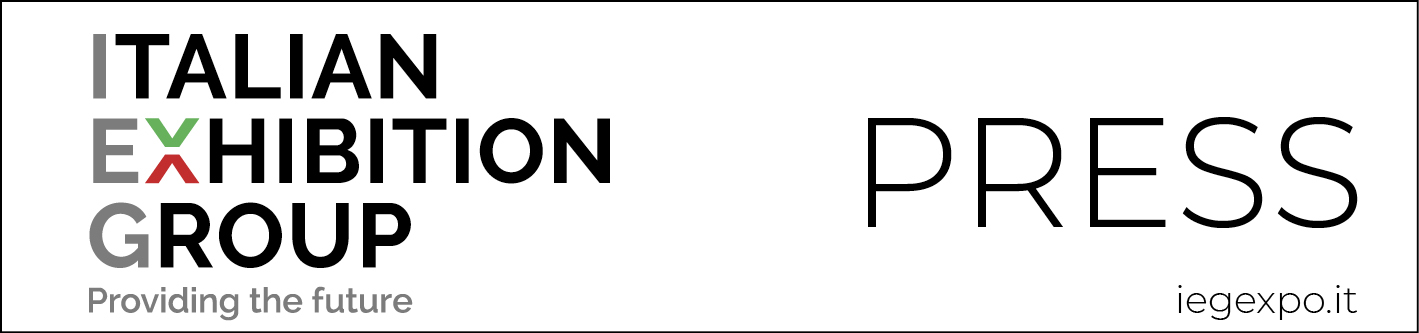 ITALIAN
EXHIBITION
GROUP
Providing the future
PRESS
iegexpo.it